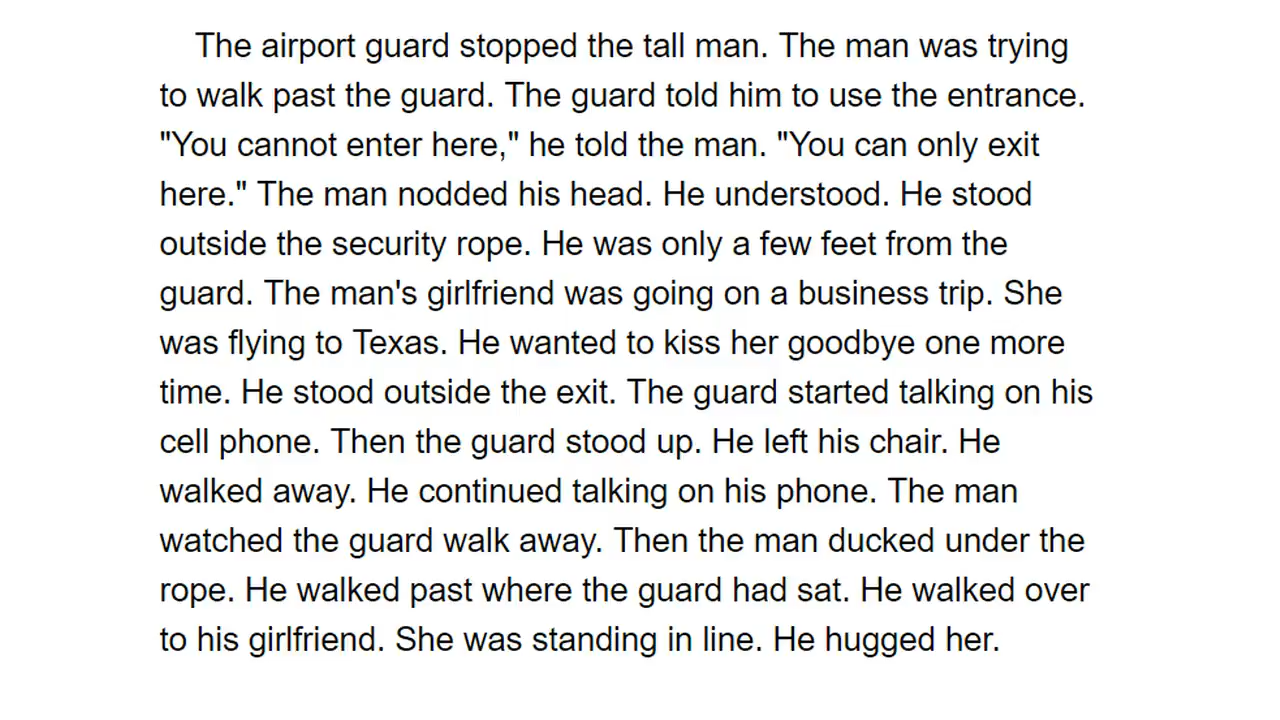 The airport guard stopped the tall man. The man was trying
to walk past the guard. The guard told him to use the entrance.
"You cannot enter here," he told the man. "You can only exit
here." The man nodded his head. He understood. He stood
outside the security rope. He was only a few feet from the
guard. The man's girlfriend was going on a business trip. She
was flying to Texas. He wanted to kiss her goodbye one more
time. He stood outside the exit. The guard started talking on his
cell phone. Then the guard stood up. He left his chair. He
walked away. He continued talking on his phone. The man
watched the guard walk away. Then the man ducked under the
rope. He walked past where the guard had sat. He walked over
to his girlfriend. She was standing in line. He hugged her.